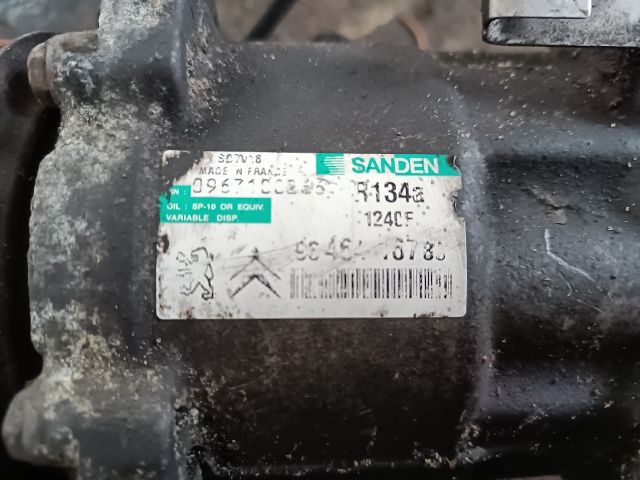 SD7V16
MADE IN FRANCE
SANDEN
R134a
OIL : SP-10 OR EQUIV.
VARIABLE DISP.
1240F